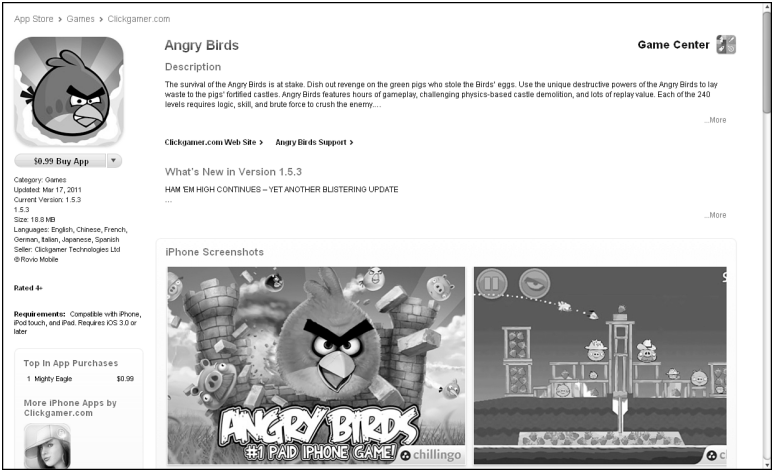 App Store > Games > Clickgamer.com
Angry Birds
Game Center
Description
The survival of the Angry Birds is at stake. Dish out revenge on the green pigs who stole the Birds' eggs. Use the unique destructive powers of the Angry Birds to lay
waste to the pigs' fortified castles. Angry Birds features hours of gameplay, challenging physics-based castle demolition, and lots of replay value. Each of the 240
levels requires logic, skill, and brute force to crush the enemy....
...More
Clickgamer.com Web Site > Angry Birds Support >
What's New in Version 1.5.3
HAM 'EM HIGH CONTINUES – YET ANOTHER BLISTERING UPDATE
...
...More
$0.99 Buy App
Category: Games
Updated: Mar 17, 2011
Current Version: 1.5.3
1.5.3
Size: 18.8 MB
Languages: English, Chinese, French,
German, Italian, Japanese, Spanish
Seller: Clickgamer Technologies Ltd
© Rovio Mobile
Rated 4+
Requirements: Compatible with iPhone,
iPod touch, and iPad. Requires iOS 3.0 or
later
Top In App Purchases
1 Mighty Eagle $0.99
More iPhone Apps by
Clickgamer.com
iPhone Screenshots
ANGRY BIRDS
#1 PAID IPHONE GAME!
chillingo
S
c